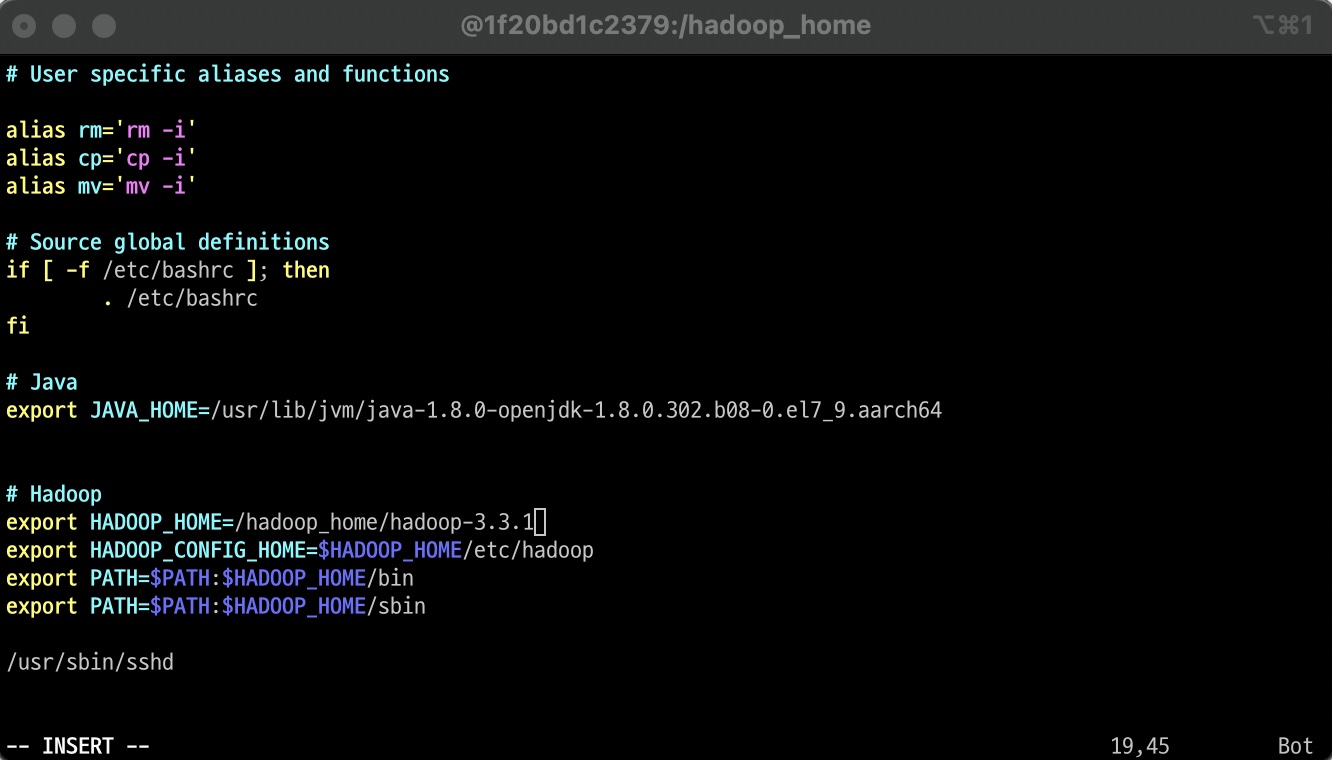 @1f20bd1c2379:/hadoop_home
⌥⌘1
# User specific aliases and functions
alias rm='rm -i'
alias cp='cp -i'
alias mv='mv -i'
# Source global definitions
if [ -f /etc/bashrc ]; then
        . /etc/bashrc
fi
# Java
export JAVA_HOME=/usr/lib/jvm/java-1.8.0-openjdk-1.8.0.302.b08-0.el7_9.aarch64
# Hadoop
export HADOOP_HOME=/hadoop_home/hadoop-3.3.1
export HADOOP_CONFIG_HOME=$HADOOP_HOME/etc/hadoop
export PATH=$PATH:$HADOOP_HOME/bin
export PATH=$PATH:$HADOOP_HOME/sbin
/usr/sbin/sshd
-- INSERT -- 19,45 Bot